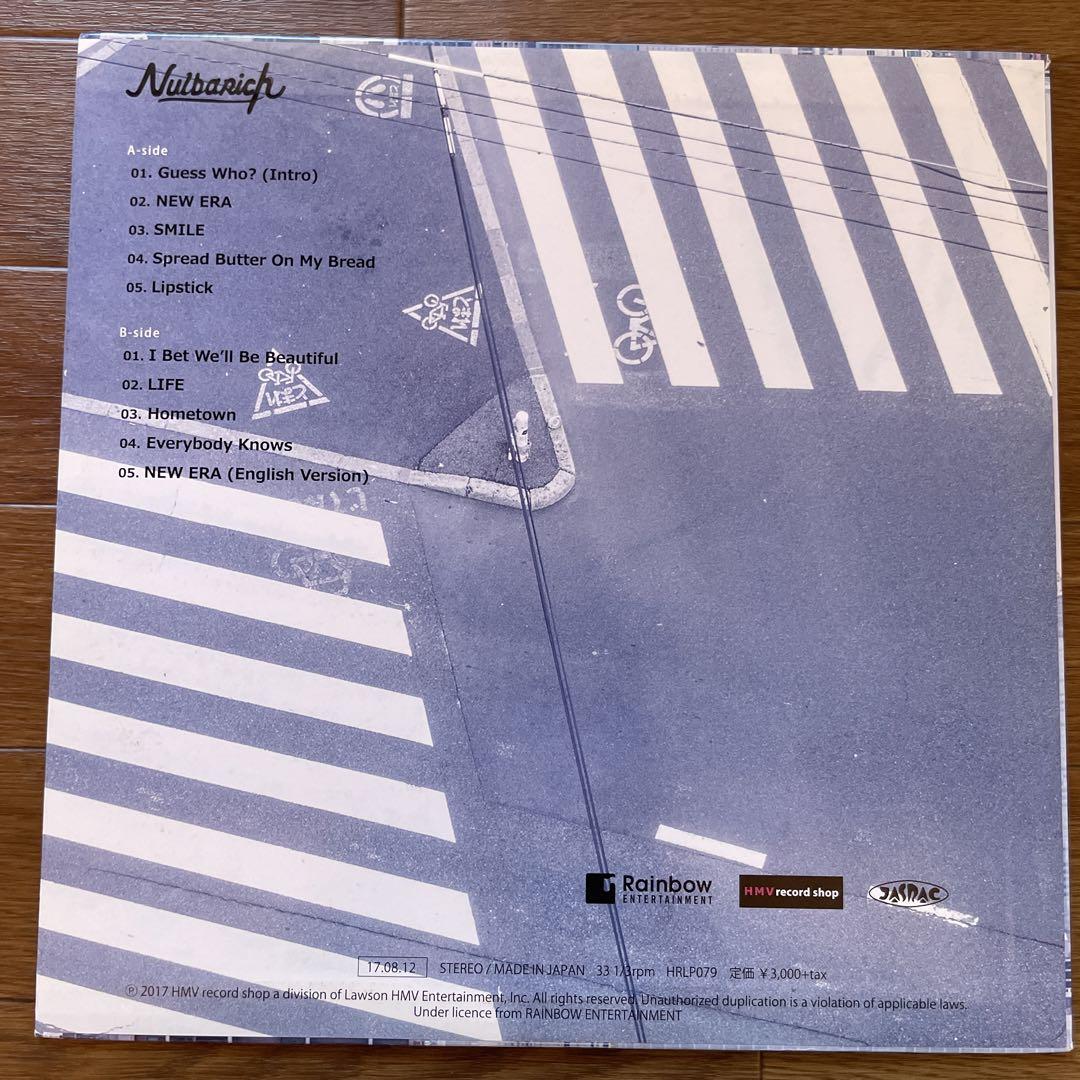 Nulbarich
A-side
01. Guess Who? (Intro)
02. NEW ERA
03. SMILE
04. Spread Butter On My Bread
05. Lipstick
B-side
01. I Bet We'll Be Beautiful
02. LIFE
03. Hometown
04. Everybody Knows
05. NEW ERA (English Version)
Rainbow
ENTERTAINMENT
HMV record shop
JASRAC
17.08.12 STEREO / MADE IN JAPAN 33 1/3rpm HRLP079 定価 ¥3,000+tax
℗ 2017 HMV record shop a division of Lawson HMV Entertainment, Inc. All rights reserved. Unauthorized duplication is a violation of applicable laws.
Under licence from RAINBOW ENTERTAINMENT